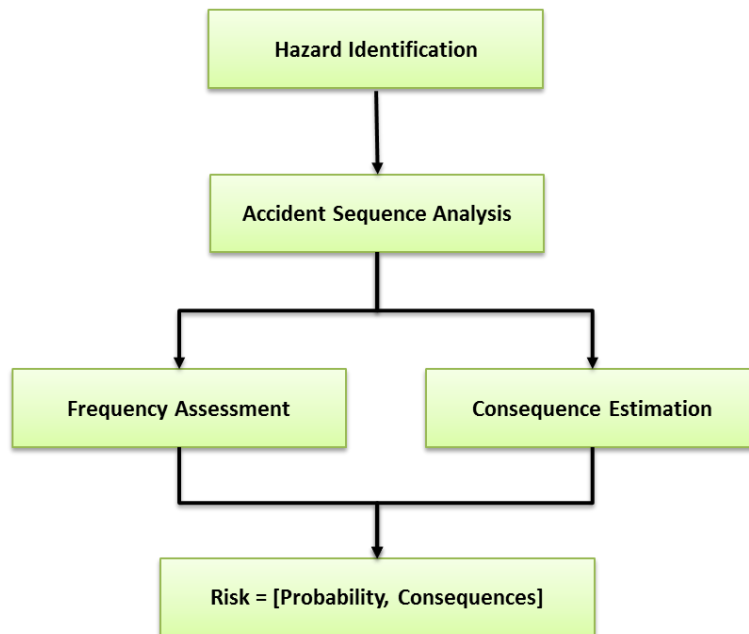 Hazard Identification
Accident Sequence Analysis
Frequency Assessment
Consequence Estimation
Risk = [Probability, Consequences]